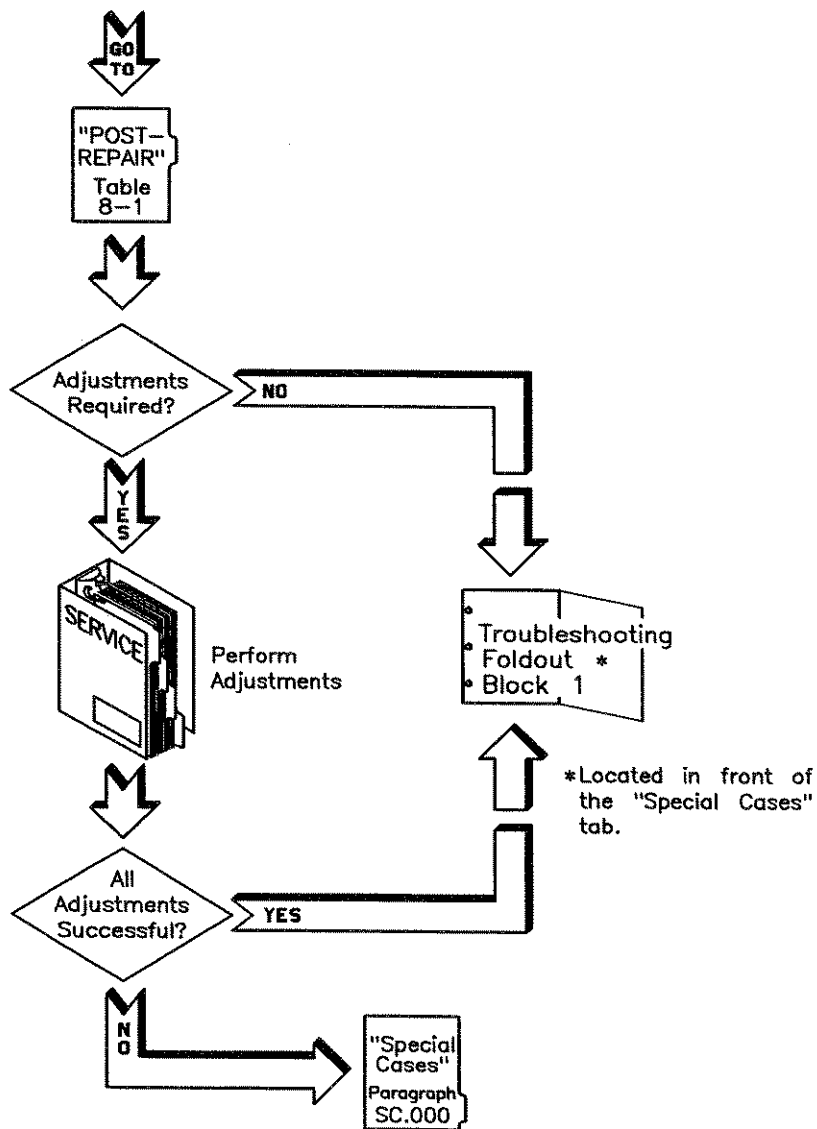 GO
TO
"POST-
REPAIR"
Table
8-1
Adjustments
Required?
NO
YES
SERVICE
Perform
Adjustments
Troubleshooting
Foldout *
Block 1
*Located in front of
the "Special Cases"
tab.
All
Adjustments
Successful?
YES
NO
"Special
Cases"
Paragraph
SC.000